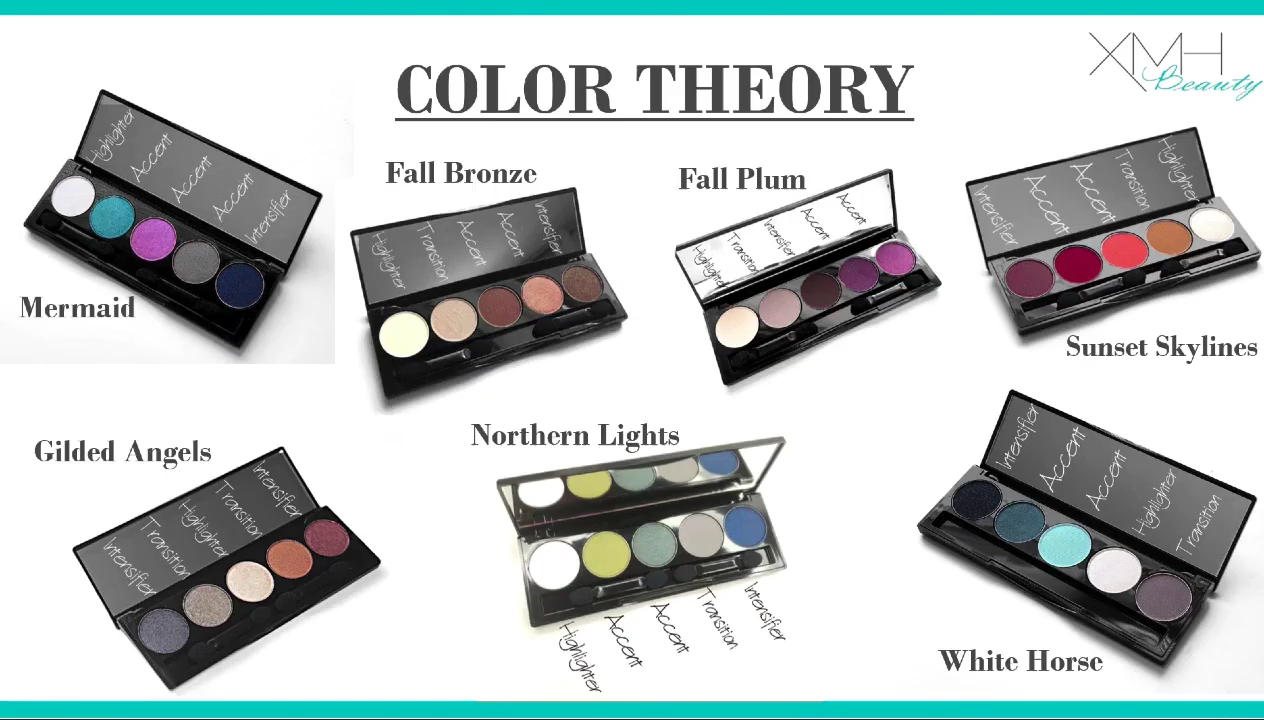 COLOR THEORY
XMH
Beauty
Highlighter
Accent
Accent
Accent
Intensifier
Mermaid
Fall Bronze
Highlighter
Transition
Accent
Accent
Intensifier
Fall Plum
Highlighter
Transition
Intensifier
Accent
Accent
Intensifier
Accent
Accent
Transition
Highlighter
Sunset Skylines
Gilded Angels
Intensifier
Transition
Highlighter
Transition
Intensifier
Northern Lights
Highlighter
Accent
Accent
Transition
Intensifier
Intensifier
Accent
Accent
Highlighter
Transition
White Horse